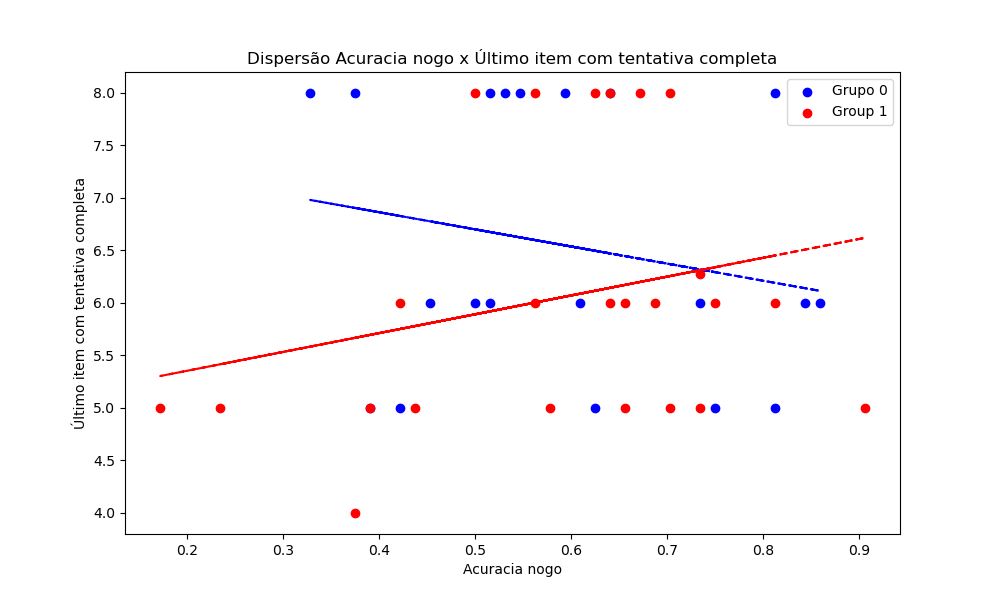 Dispersão Acuracia nogo x Último item com tentativa completa
Grupo 0
Group 1
Último item com tentativa completa
8.0
7.5
7.0
6.5
6.0
5.5
5.0
4.5
4.0
0.2 0.3 0.4 0.5 0.6 0.7 0.8 0.9
Acuracia nogo